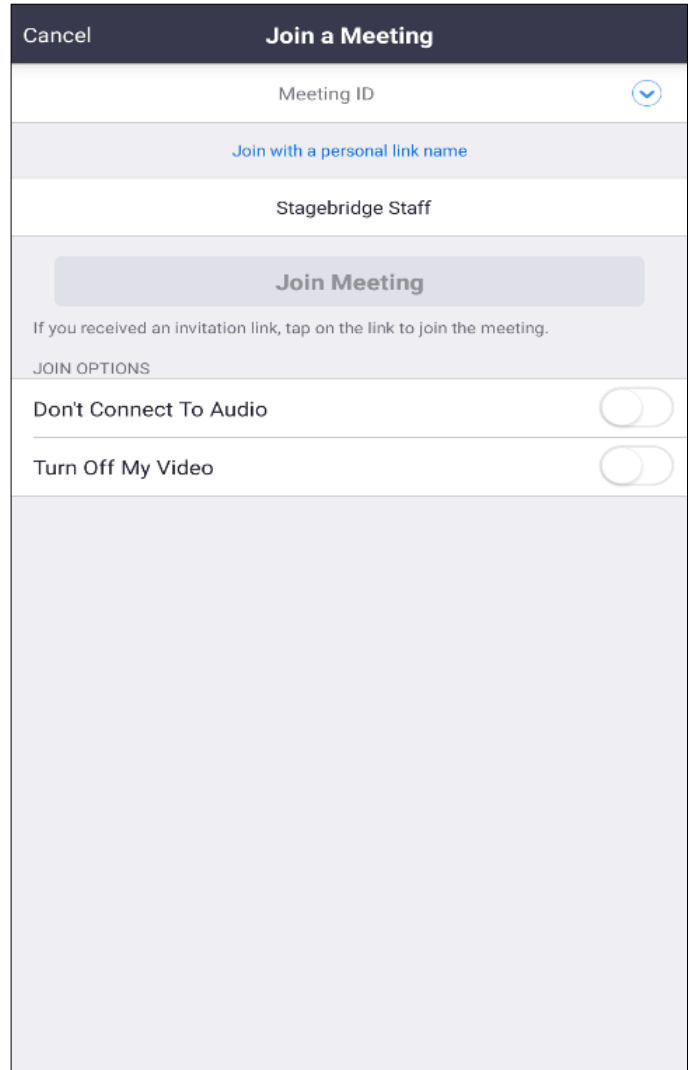 Cancel
Join a Meeting
Meeting ID
Join with a personal link name
Stagebridge Staff
Join Meeting
If you received an invitation link, tap on the link to join the meeting.
JOIN OPTIONS
Don't Connect To Audio
Turn Off My Video